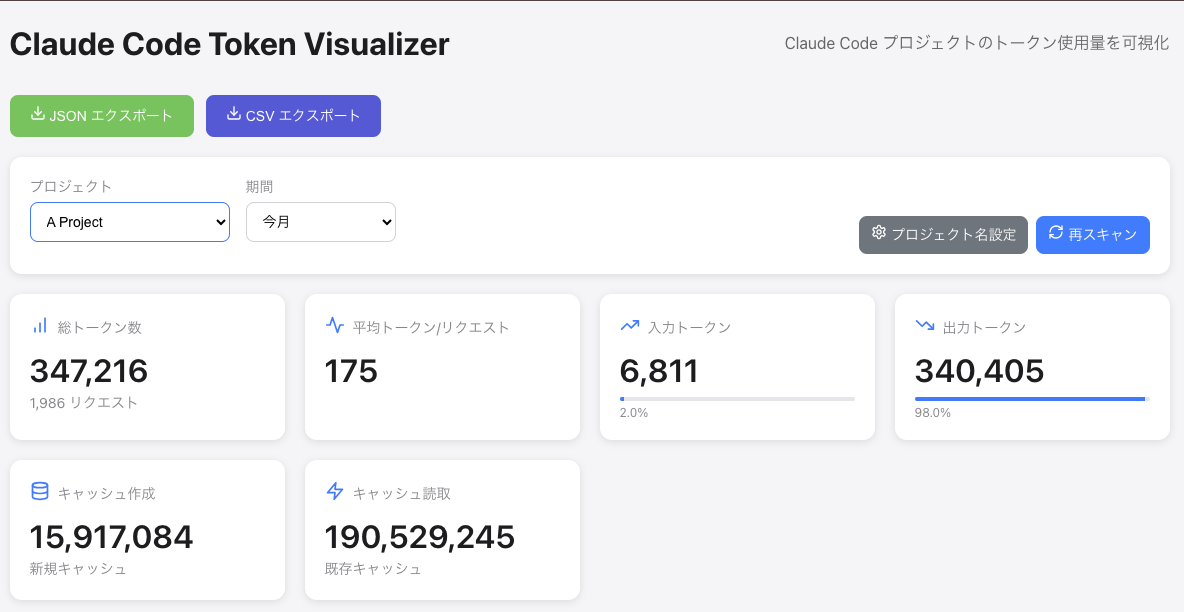 Claude Code Token Visualizer
Claude Code プロジェクトのトークン使用量を可視化
JSON エクスポート
CSV エクスポート
プロジェクト
期間
A Project
今月
プロジェクト名設定
再スキャン
総トークン数
347,216
1,986 リクエスト
平均トークン/リクエスト
175
入力トークン
6,811
2.0%
出力トークン
340,405
98.0%
キャッシュ作成
15,917,084
新規キャッシュ
キャッシュ読取
190,529,245
既存キャッシュ